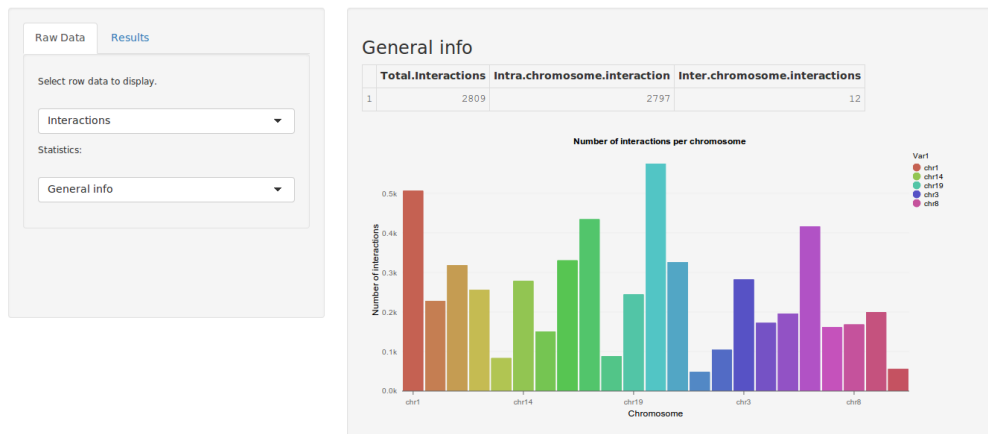 Raw Data Results
Select row data to display.
Interactions
Statistics:
General info
General info
Total.Interactions Intra.chromosome.interaction Inter.chromosome.interactions
1 2809 2797 12
Number of interactions per chromosome
Var1
chr1
chr14
chr19
chr3
chr8
Number of interactions
0.5k
0.4k
0.3k
0.2k
0.1k
0.0k
chr1 chr14 chr19 chr3 chr8
Chromosome